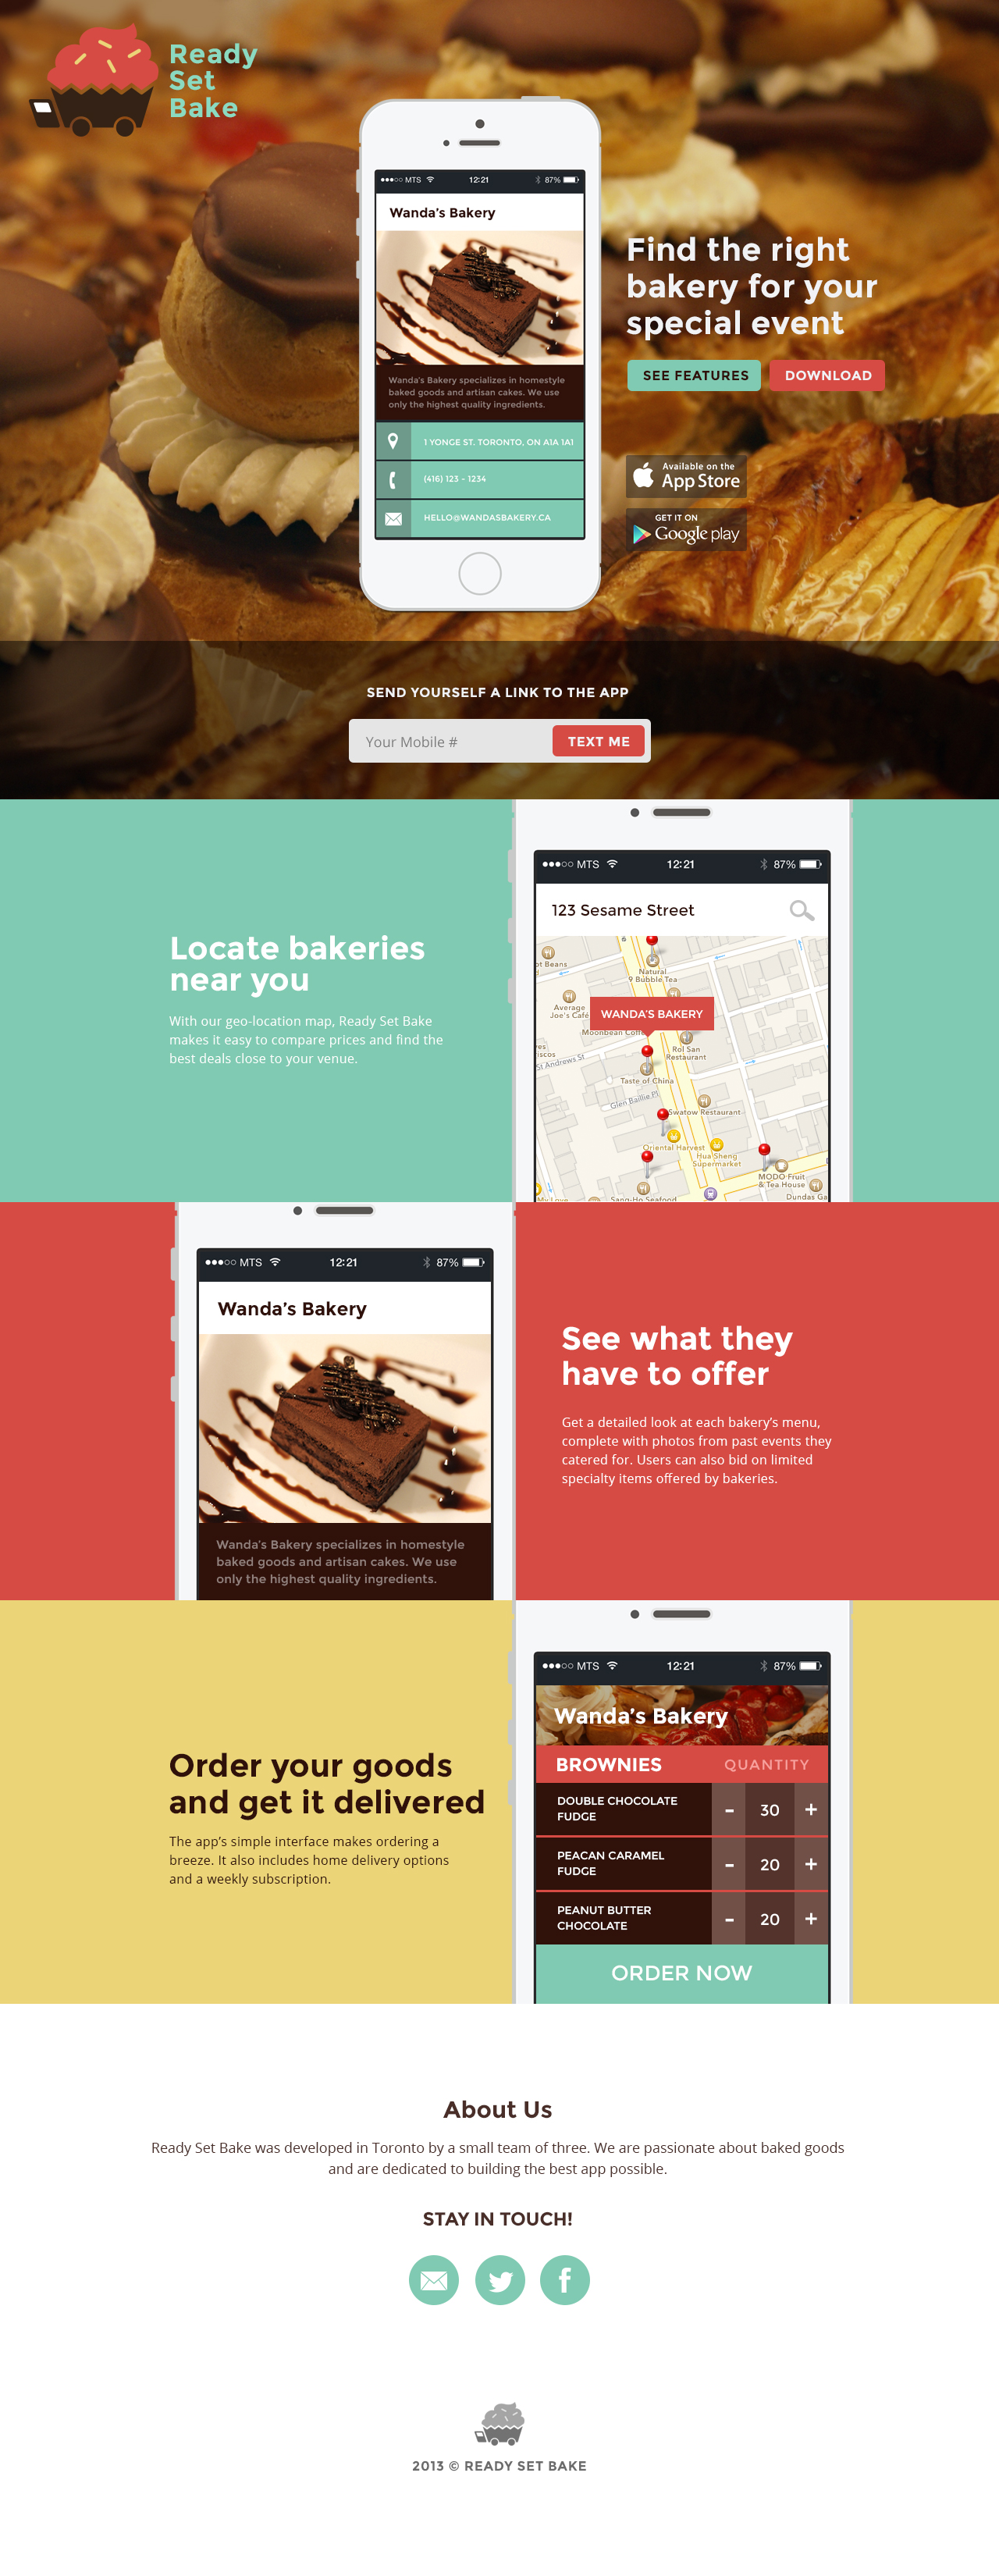 Ready
Set
Bake
●●●○○ MTS 12:21 87%
Wanda's Bakery
Wanda's Bakery specializes in homestyle
baked goods and artisan cakes. We use
only the highest quality ingredients.
1 YONGE ST. TORONTO, ON A1A 1A1
(416) 123 - 1234
HELLO@WANDASBAKERY.CA
Find the right
bakery for your
special event
SEE FEATURES DOWNLOAD
Available on the
App Store
GET IT ON
Google play
SEND YOURSELF A LINK TO THE APP
Your Mobile # TEXT ME
Locate bakeries
near you
With our geo-location map, Ready Set Bake
makes it easy to compare prices and find the
best deals close to your venue.
●●●○○ MTS 12:21 87%
123 Sesame Street
ot Beans
Natural
9 Bubble Tea
Average
Joe's Café
WANDA'S BAKERY
Moonbean Coff
Rol San
Restaurant
St Andrews St
Taste of China
Glen Baillie Pl
Swatow Restaurant
Oriental Harvest
Hua Sheng
Supermarket
MODO Fruit
& Tea House
Sang-Ho Seafood
Dundas Ga
●●●○○ MTS 12:21 87%
Wanda's Bakery
Wanda's Bakery specializes in homestyle
baked goods and artisan cakes. We use
only the highest quality ingredients.
See what they
have to offer
Get a detailed look at each bakery's menu,
complete with photos from past events they
catered for. Users can also bid on limited
specialty items offered by bakeries.
Order your goods
and get it delivered
The app's simple interface makes ordering a
breeze. It also includes home delivery options
and a weekly subscription.
●●●○○ MTS 12:21 87%
Wanda's Bakery
BROWNIES QUANTITY
DOUBLE CHOCOLATE
FUDGE
- 30 +
PEACAN CARAMEL
FUDGE
- 20 +
PEANUT BUTTER
CHOCOLATE
- 20 +
ORDER NOW
About Us
Ready Set Bake was developed in Toronto by a small team of three. We are passionate about baked goods
and are dedicated to building the best app possible.
STAY IN TOUCH!
2013 © READY SET BAKE